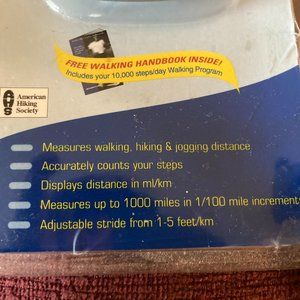 FREE WALKING HANDBOOK INSIDE!
Includes your 10,000 steps/day Walking Program
American
Hiking
Society
Measures walking, hiking & jogging distance
Accurately counts your steps
Displays distance in ml/km
Measures up to 1000 miles in 1/100 mile increment
Adjustable stride from 1-5 feet/km